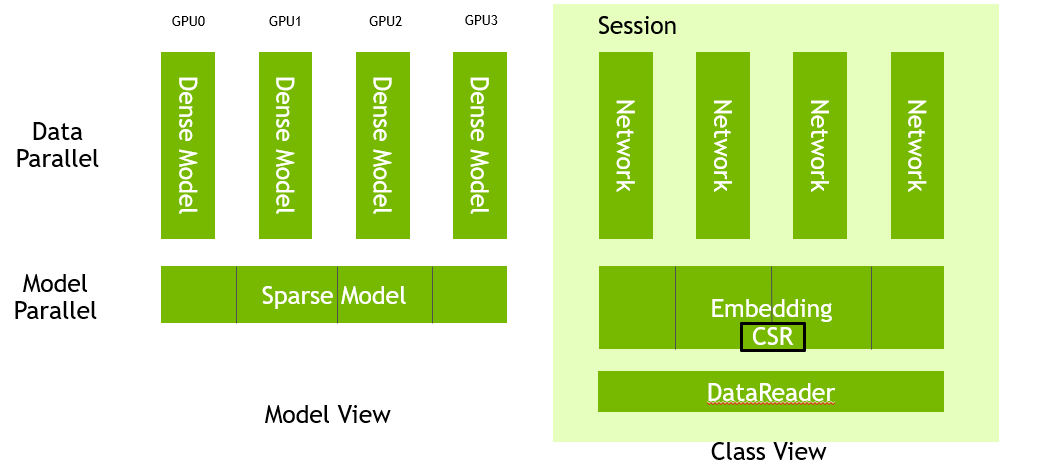 GPU0
GPU1
GPU2
GPU3
Data
Parallel
Dense Model
Dense Model
Dense Model
Dense Model
Model
Parallel
Sparse Model
Model View
Session
Network
Network
Network
Network
Embedding
CSR
DataReader
Class View